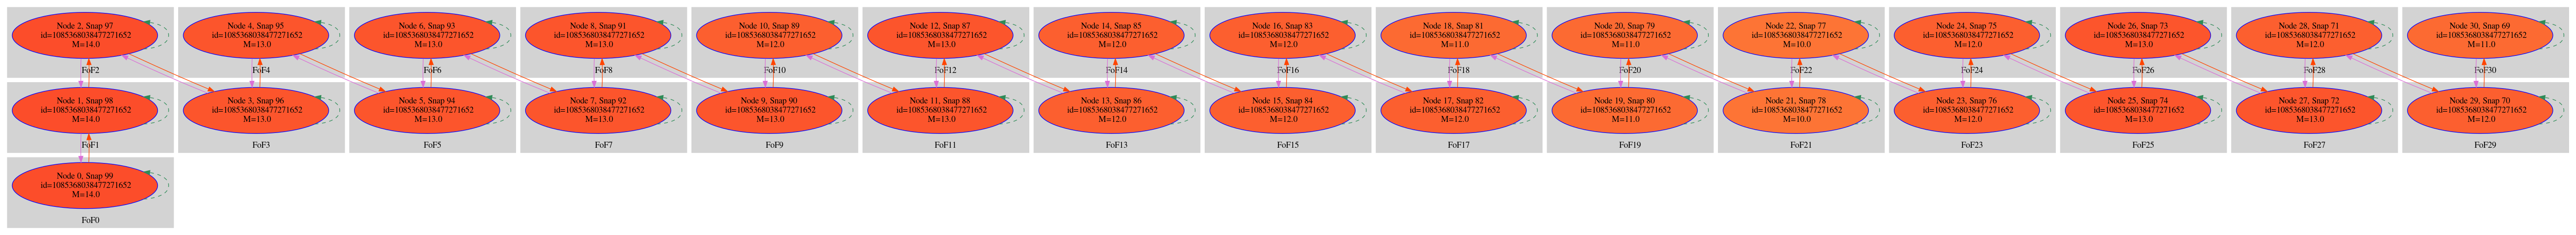 Node 2, Snap 97
id=1085368038477271652
M=14.0
FoF2
Node 4, Snap 95
id=1085368038477271652
M=13.0
FoF4
Node 6, Snap 93
id=1085368038477271652
M=13.0
FoF6
Node 8, Snap 91
id=1085368038477271652
M=13.0
FoF8
Node 10, Snap 89
id=1085368038477271652
M=12.0
FoF10
Node 12, Snap 87
id=1085368038477271652
M=13.0
FoF12
Node 14, Snap 85
id=1085368038477271652
M=12.0
FoF14
Node 16, Snap 83
id=1085368038477271652
M=12.0
FoF16
Node 18, Snap 81
id=1085368038477271652
M=11.0
FoF18
Node 20, Snap 79
id=1085368038477271652
M=11.0
FoF20
Node 22, Snap 77
id=1085368038477271652
M=10.0
FoF22
Node 24, Snap 75
id=1085368038477271652
M=12.0
FoF24
Node 26, Snap 73
id=1085368038477271652
M=13.0
FoF26
Node 28, Snap 71
id=1085368038477271652
M=12.0
FoF28
Node 30, Snap 69
id=1085368038477271652
M=11.0
FoF30
Node 1, Snap 98
id=1085368038477271652
M=14.0
FoF1
Node 3, Snap 96
id=1085368038477271652
M=13.0
FoF3
Node 5, Snap 94
id=1085368038477271652
M=13.0
FoF5
Node 7, Snap 92
id=1085368038477271652
M=13.0
FoF7
Node 9, Snap 90
id=1085368038477271652
M=13.0
FoF9
Node 11, Snap 88
id=1085368038477271652
M=13.0
FoF11
Node 13, Snap 86
id=1085368038477271652
M=12.0
FoF13
Node 15, Snap 84
id=1085368038477271652
M=12.0
FoF15
Node 17, Snap 82
id=1085368038477271652
M=12.0
FoF17
Node 19, Snap 80
id=1085368038477271652
M=11.0
FoF19
Node 21, Snap 78
id=1085368038477271652
M=10.0
FoF21
Node 23, Snap 76
id=1085368038477271652
M=12.0
FoF23
Node 25, Snap 74
id=1085368038477271652
M=13.0
FoF25
Node 27, Snap 72
id=1085368038477271652
M=13.0
FoF27
Node 29, Snap 70
id=1085368038477271652
M=12.0
FoF29
Node 0, Snap 99
id=1085368038477271652
M=14.0
FoF0